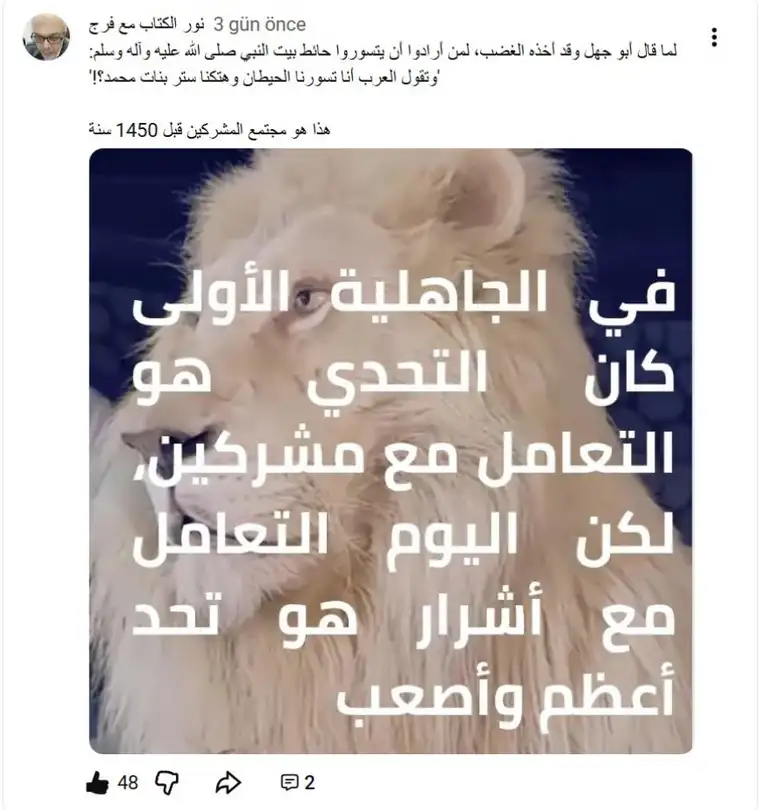 نور الكتاب مع فرج 3 gün önce
لما قال أبو جهل وقد أخذه الغضب، لمن أرادوا أن يتسوروا حائط بيت النبي صلى الله عليه وآله وسلم:
'وتقول العرب أنا تسورنا الحيطان وهتكنا ستر بنات محمد؟!'
هذا هو مجتمع المشركين قبل 1450 سنة
في الجاهلية الأولى
كان التحدي هو
التعامل مع مشركين,
لكن اليوم التعامل
مع أشرار هو تحد
أعظم وأصعب
48 2